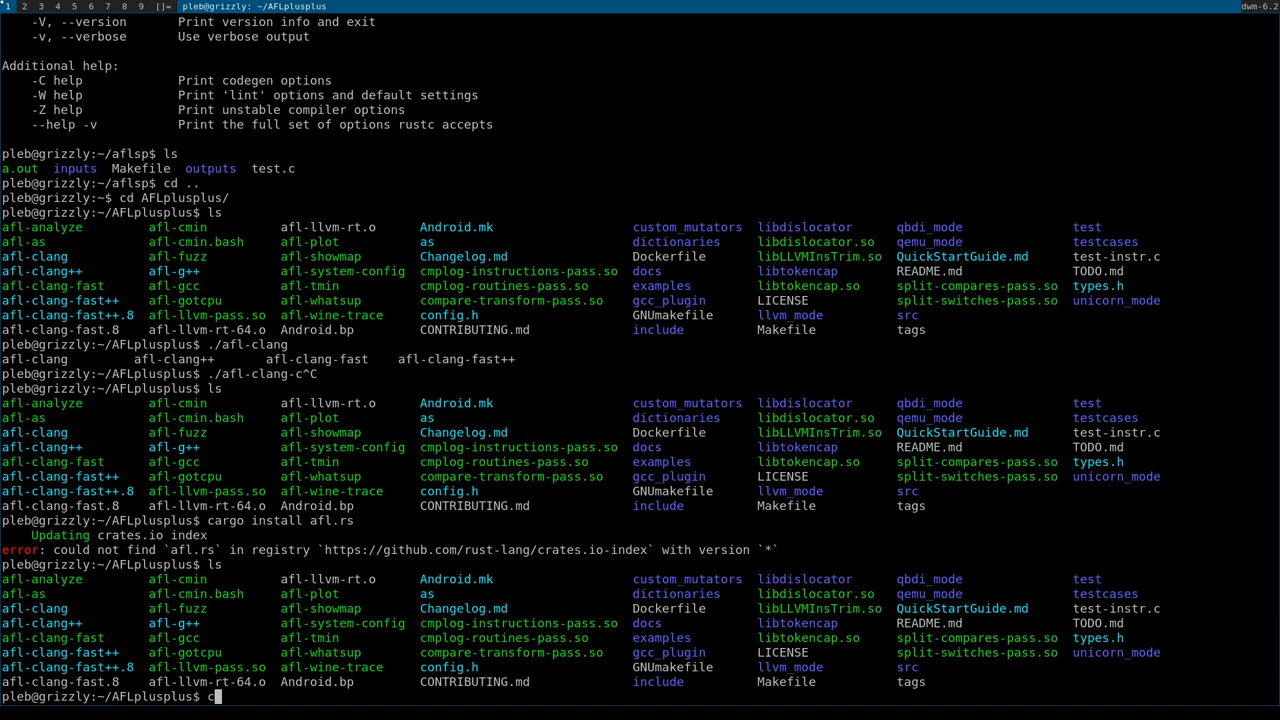 1 2 3 4 5 6 7 8 9 []= pleb@grizzly: ~/AFLplusplus dwm-6.2
-V, --version Print version info and exit
-v, --verbose Use verbose output
Additional help:
-C help Print codegen options
-W help Print 'lint' options and default settings
-Z help Print unstable compiler options
--help -v Print the full set of options rustc accepts
pleb@grizzly:~/aflsp$ ls
a.out inputs Makefile outputs test.c
pleb@grizzly:~/aflsp$ cd ..
pleb@grizzly:~$ cd AFLplusplus/
pleb@grizzly:~/AFLplusplus$ ls
afl-analyze afl-cmin afl-llvm-rt.o Android.mk custom_mutators libdislocator qbdi_mode test
afl-as afl-cmin.bash afl-plot as dictionaries libdislocator.so qemu_mode testcases
afl-clang afl-fuzz afl-showmap Changelog.md Dockerfile libLLVMInsTrim.so QuickStartGuide.md test-instr.c
afl-clang++ afl-g++ afl-system-config cmplog-instructions-pass.so docs libtokencap README.md TODO.md
afl-clang-fast afl-gcc afl-tmin cmplog-routines-pass.so examples libtokencap.so split-compares-pass.so types.h
afl-clang-fast++ afl-gotcpu afl-whatsup compare-transform-pass.so gcc_plugin LICENSE split-switches-pass.so unicorn_mode
afl-clang-fast++.8 afl-llvm-pass.so afl-wine-trace config.h GNUmakefile llvm_mode src
afl-clang-fast.8 afl-llvm-rt-64.o Android.bp CONTRIBUTING.md include Makefile tags
pleb@grizzly:~/AFLplusplus$ ./afl-clang
afl-clang afl-clang++ afl-clang-fast afl-clang-fast++
pleb@grizzly:~/AFLplusplus$ ./afl-clang-c^C
pleb@grizzly:~/AFLplusplus$ ls
afl-analyze afl-cmin afl-llvm-rt.o Android.mk custom_mutators libdislocator qbdi_mode test
afl-as afl-cmin.bash afl-plot as dictionaries libdislocator.so qemu_mode testcases
afl-clang afl-fuzz afl-showmap Changelog.md Dockerfile libLLVMInsTrim.so QuickStartGuide.md test-instr.c
afl-clang++ afl-g++ afl-system-config cmplog-instructions-pass.so docs libtokencap README.md TODO.md
afl-clang-fast afl-gcc afl-tmin cmplog-routines-pass.so examples libtokencap.so split-compares-pass.so types.h
afl-clang-fast++ afl-gotcpu afl-whatsup compare-transform-pass.so gcc_plugin LICENSE split-switches-pass.so unicorn_mode
afl-clang-fast++.8 afl-llvm-pass.so afl-wine-trace config.h GNUmakefile llvm_mode src
afl-clang-fast.8 afl-llvm-rt-64.o Android.bp CONTRIBUTING.md include Makefile tags
pleb@grizzly:~/AFLplusplus$ cargo install afl.rs
Updating crates.io index
error: could not find `afl.rs` in registry `https://github.com/rust-lang/crates.io-index` with version `*`
pleb@grizzly:~/AFLplusplus$ ls
afl-analyze afl-cmin afl-llvm-rt.o Android.mk custom_mutators libdislocator qbdi_mode test
afl-as afl-cmin.bash afl-plot as dictionaries libdislocator.so qemu_mode testcases
afl-clang afl-fuzz afl-showmap Changelog.md Dockerfile libLLVMInsTrim.so QuickStartGuide.md test-instr.c
afl-clang++ afl-g++ afl-system-config cmplog-instructions-pass.so docs libtokencap README.md TODO.md
afl-clang-fast afl-gcc afl-tmin cmplog-routines-pass.so examples libtokencap.so split-compares-pass.so types.h
afl-clang-fast++ afl-gotcpu afl-whatsup compare-transform-pass.so gcc_plugin LICENSE split-switches-pass.so unicorn_mode
afl-clang-fast++.8 afl-llvm-pass.so afl-wine-trace config.h GNUmakefile llvm_mode src
afl-clang-fast.8 afl-llvm-rt-64.o Android.bp CONTRIBUTING.md include Makefile tags
pleb@grizzly:~/AFLplusplus$ c